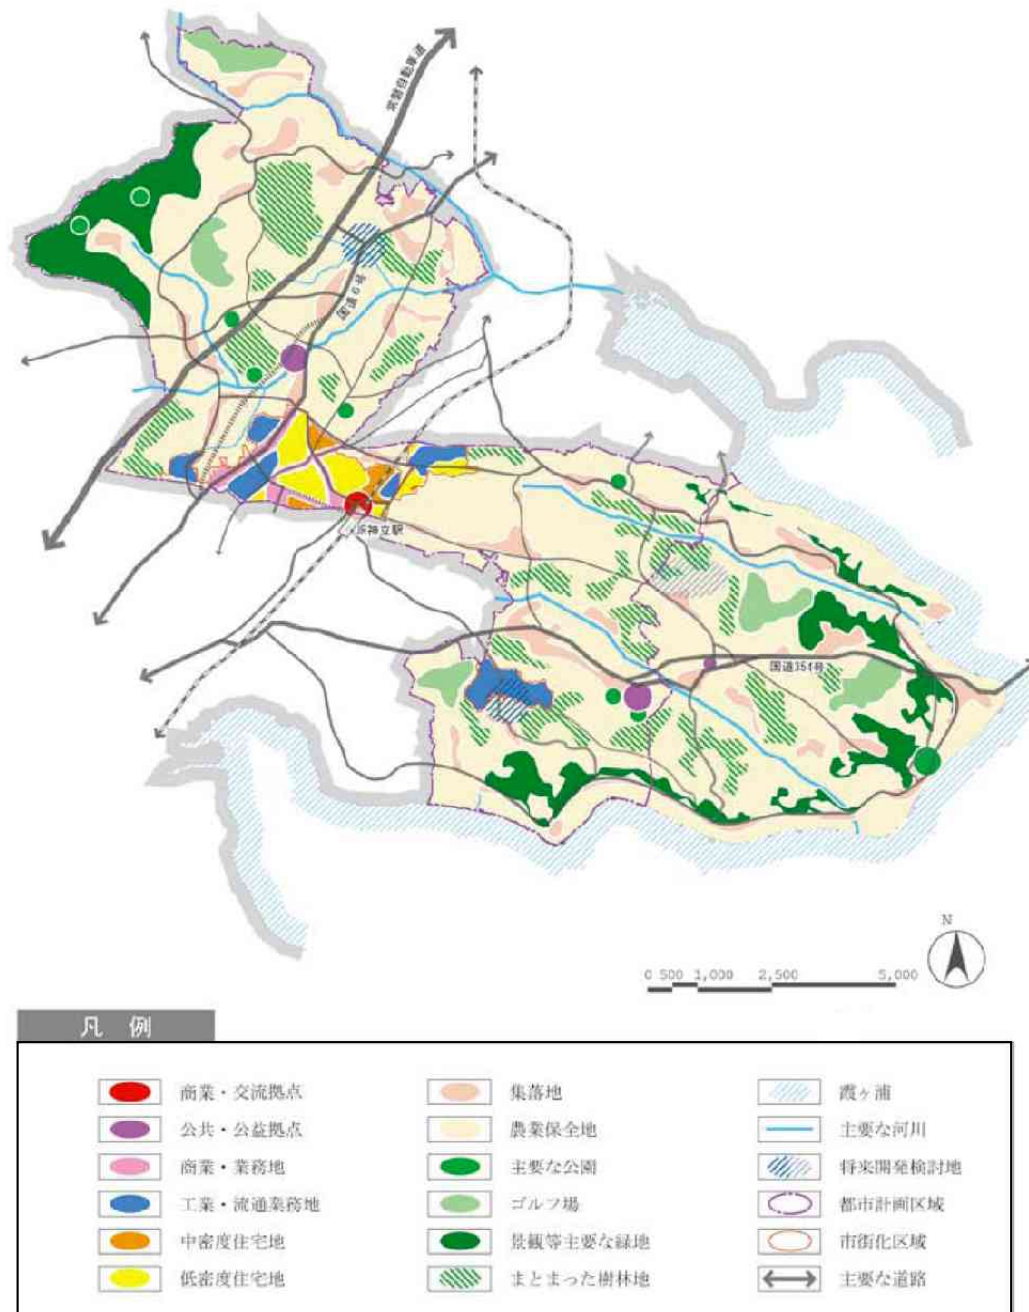 常磐自動車道
国道6号
JR神立駅
国道354号
N
0 500 1,000 2,500 5,000
凡 例
商業・交流拠点
公共・公益拠点
商業・業務地
工業・流通業務地
中密度住宅地
低密度住宅地
集落地
農業保全地
主要な公園
ゴルフ場
景観等主要な緑地
まとまった樹林地
霞ヶ浦
主要な河川
将来開発検討地
都市計画区域
市街化区域
主要な道路